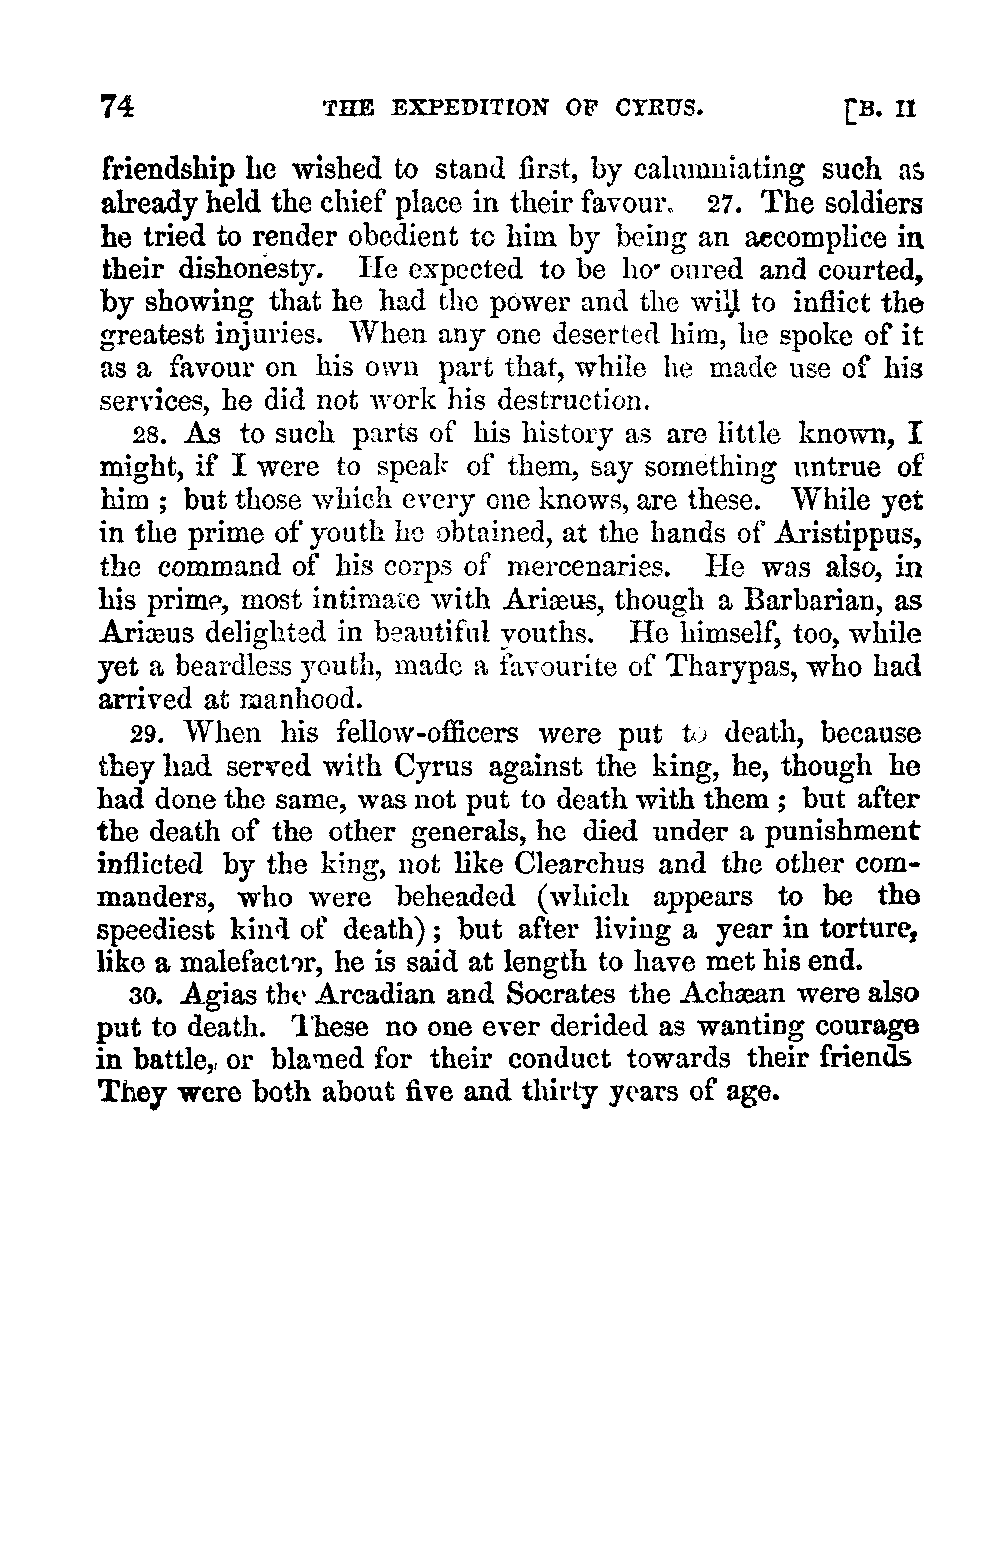 74 THE EXPEDITION OF CYRUS. [B. II
friendship he wished to stand first, by calumniating such as
already held the chief place in their favour. 27. The soldiers
he tried to render obedient to him by being an accomplice in
their dishonesty. He expected to be ho' oured and courted,
by showing that he had the power and the will to inflict the
greatest injuries. When any one deserted him, he spoke of it
as a favour on his own part that, while he made use of his
services, he did not work his destruction.
28. As to such parts of his history as are little known, I
might, if I were to speak of them, say something untrue of
him ; but those which every one knows, are these. While yet
in the prime of youth he obtained, at the hands of Aristippus,
the command of his corps of mercenaries. He was also, in
his prime, most intimate with Ariæus, though a Barbarian, as
Ariæus delighted in beautiful youths. He himself, too, while
yet a beardless youth, made a favourite of Tharypas, who had
arrived at manhood.
29. When his fellow-officers were put to death, because
they had served with Cyrus against the king, he, though he
had done the same, was not put to death with them ; but after
the death of the other generals, he died under a punishment
inflicted by the king, not like Clearchus and the other com-
manders, who were beheaded (which appears to be the
speediest kind of death) ; but after living a year in torture,
like a malefactor, he is said at length to have met his end.
30. Agias the Arcadian and Socrates the Achæan were also
put to death. These no one ever derided as wanting courage
in battle, or blamed for their conduct towards their friends
They were both about five and thirty years of age.